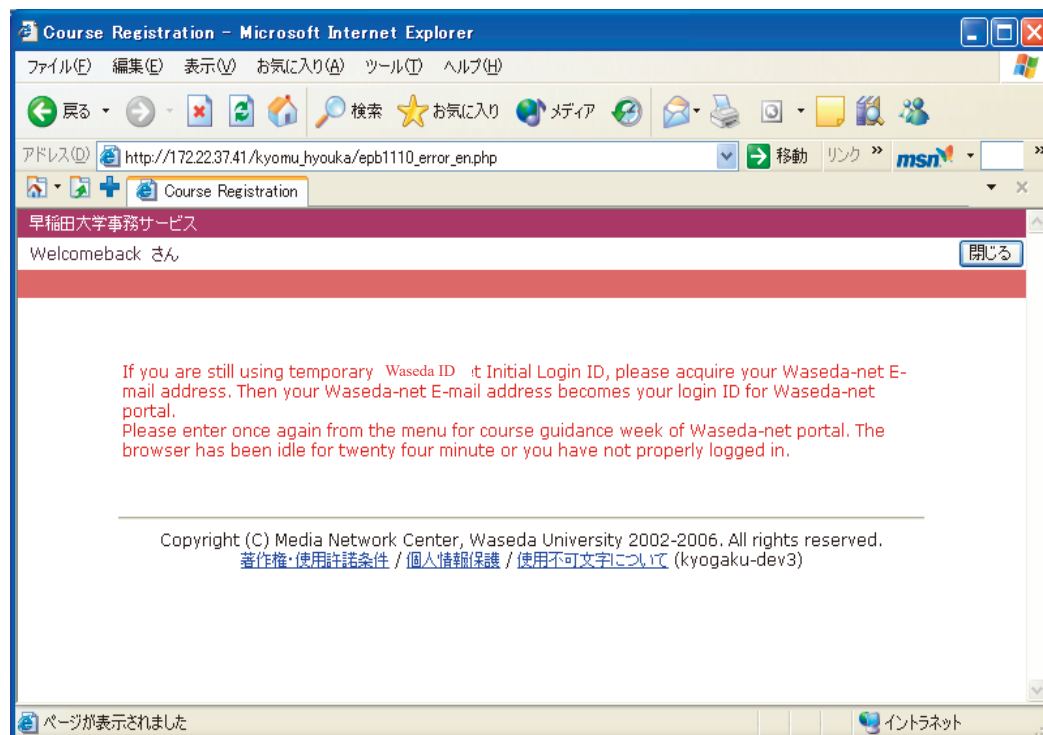 Course Registration - Microsoft Internet Explorer
ファイル(F) 編集(E) 表示(V) お気に入り(A) ツール(T) ヘルプ(H)
戻る 検索 お気に入り メディア
アドレス(D) http://172.22.37.41/kyomu_hyouka/epb1110_error_en.php 移動 リンク » msn »
Course Registration
早稲田大学事務サービス
Welcomeback さん 閉じる
If you are still using temporary Waseda ID t Initial Login ID, please acquire your Waseda-net E-
mail address. Then your Waseda-net E-mail address becomes your login ID for Waseda-net
portal.
Please enter once again from the menu for course guidance week of Waseda-net portal. The
browser has been idle for twenty four minute or you have not properly logged in.
Copyright (C) Media Network Center, Waseda University 2002-2006. All rights reserved.
著作権・使用許諾条件 / 個人情報保護 / 使用不可文字について (kyogaku-dev3)
ページが表示されました イントラネット